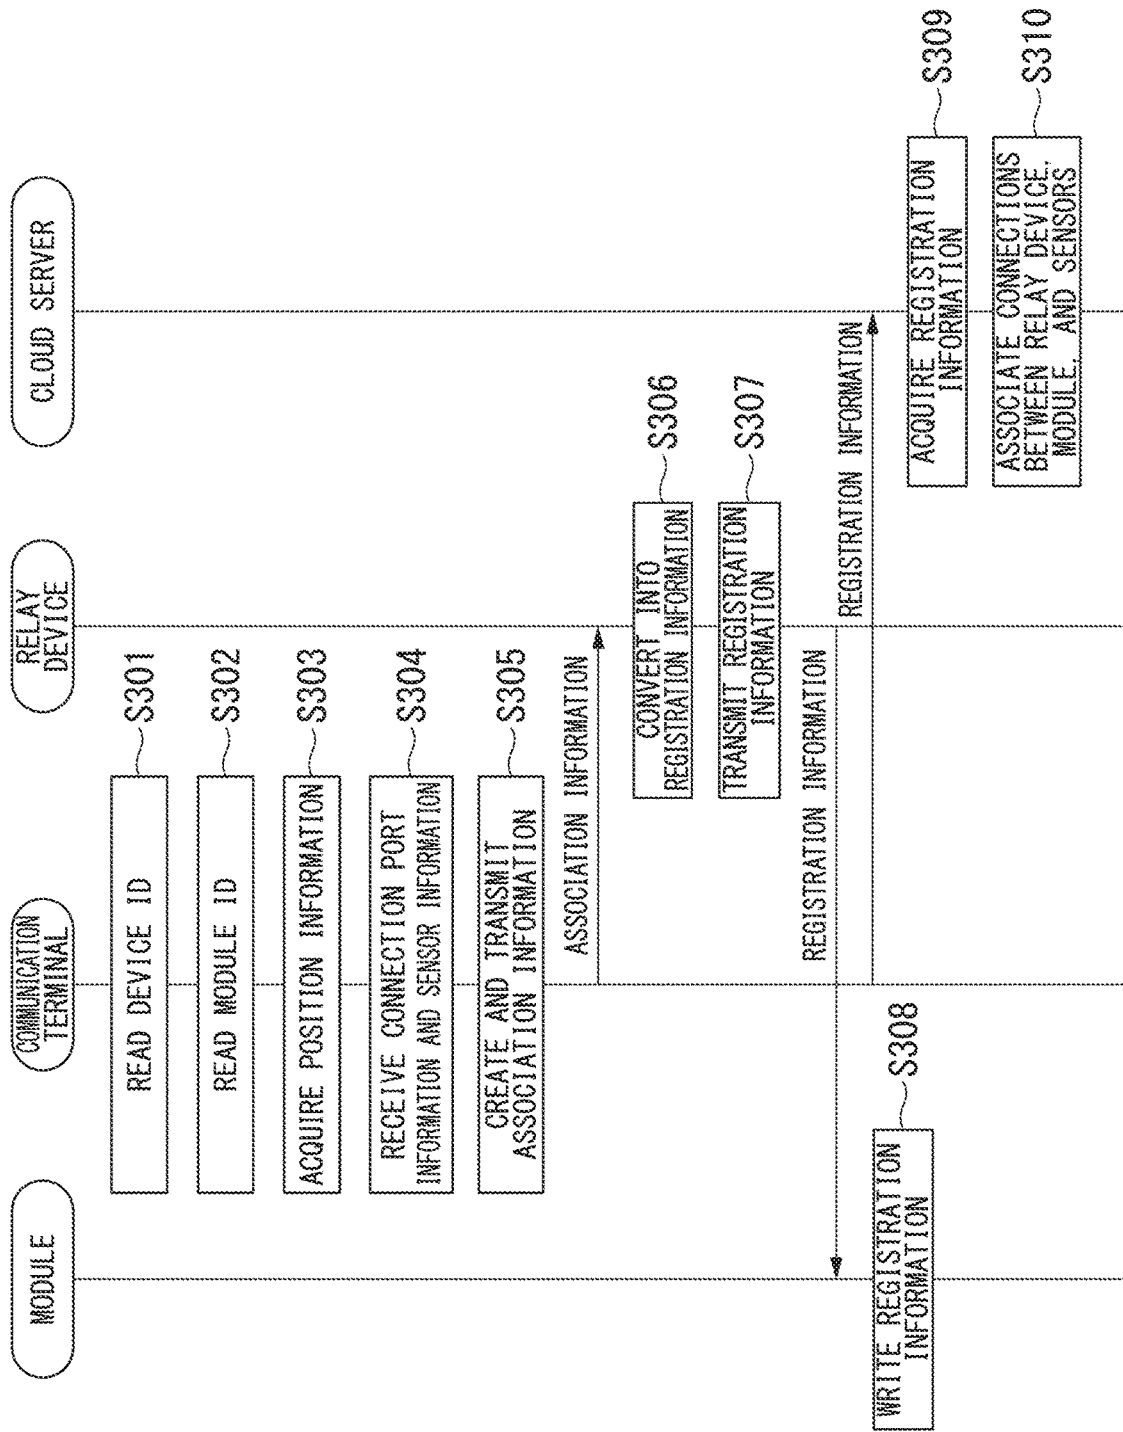 MODULE
COMMUNICATION
TERMINAL
RELAY
DEVICE
CLOUD SERVER
READ DEVICE ID
S301
READ MODULE ID
S302
ACQUIRE POSITION INFORMATION
S303
RECEIVE CONNECTION PORT
INFORMATION AND SENSOR INFORMATION
S304
CREATE AND TRANSMIT
ASSOCIATION INFORMATION
S305
ASSOCIATION INFORMATION
CONVERT INTO
REGISTRATION INFORMATION
S306
TRANSMIT REGISTRATION
INFORMATION
S307
REGISTRATION INFORMATION
REGISTRATION INFORMATION
WRITE REGISTRATION
INFORMATION
S308
ACQUIRE REGISTRATION
INFORMATION
S309
ASSOCIATE CONNECTIONS
BETWEEN RELAY DEVICE,
MODULE, AND SENSORS
S310